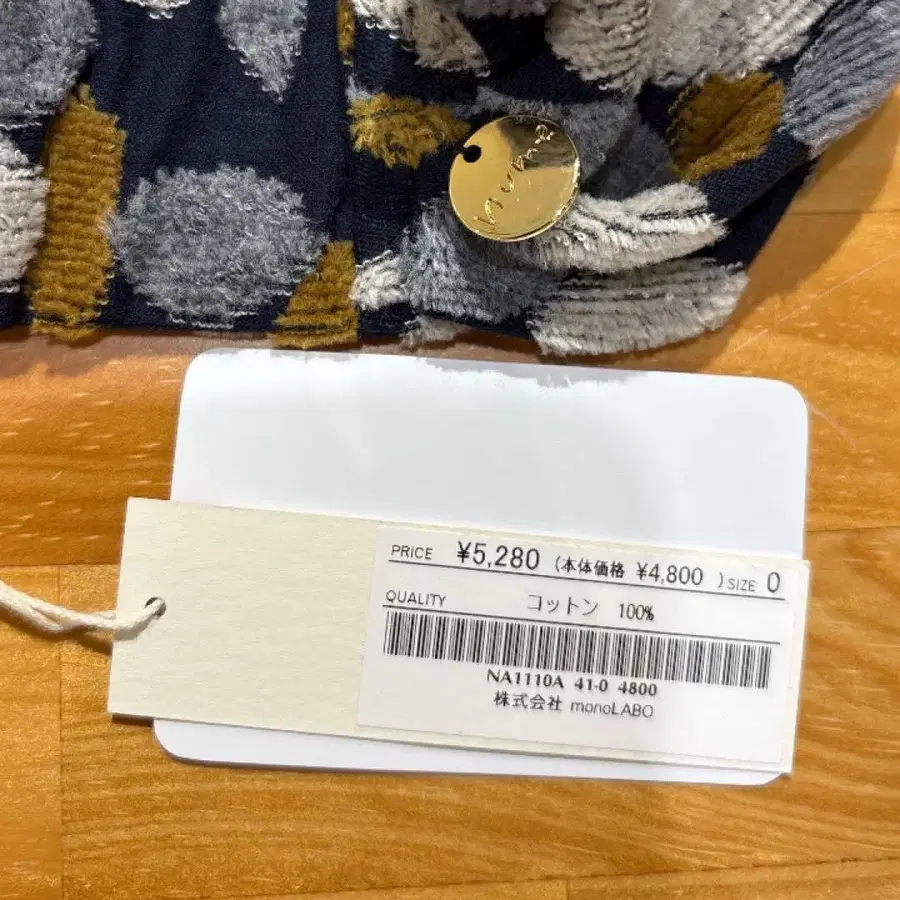 PRICE ¥5,280 (本体価格 ¥4,800 ) SIZE 0
QUALITY コットン 100%
NA1110A 41-0 4800
株式会社 monoLABO